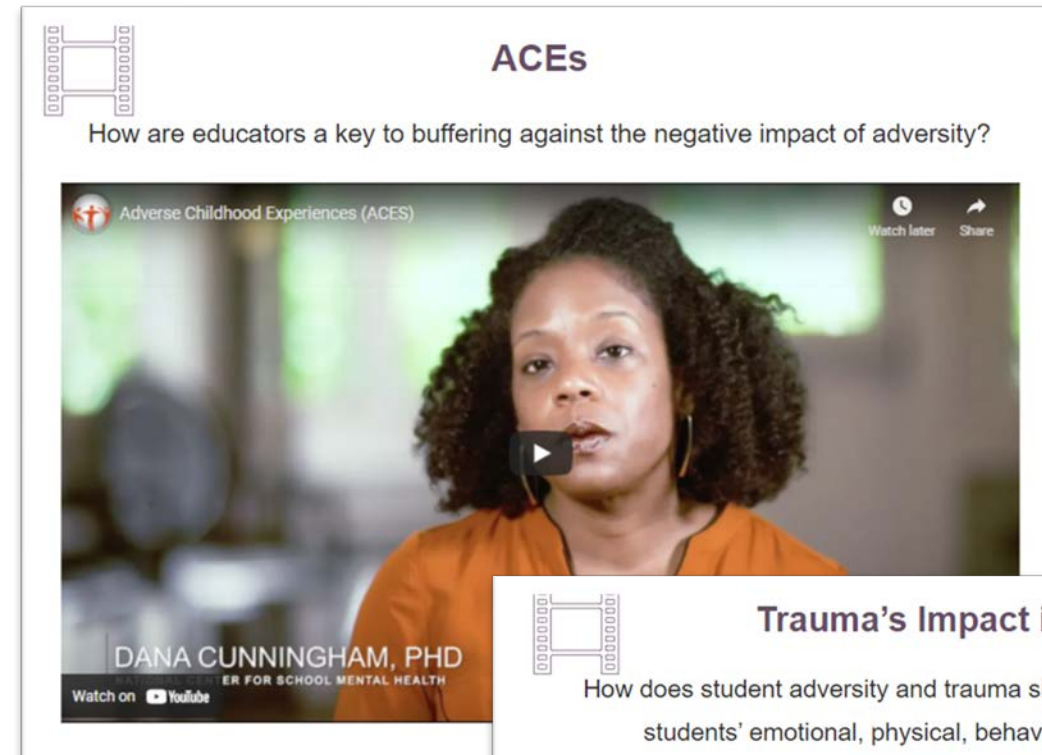 ACEs
How are educators a key to buffering against the negative impact of adversity?
Adverse Childhood Experiences (ACES)
Watch later
Share
DANA CUNNINGHAM, PHD
NATIONAL CENTER FOR SCHOOL MENTAL HEALTH
Watch on YouTube
Trauma's Impact i
How does student adversity and trauma s
students' emotional, physical, behav